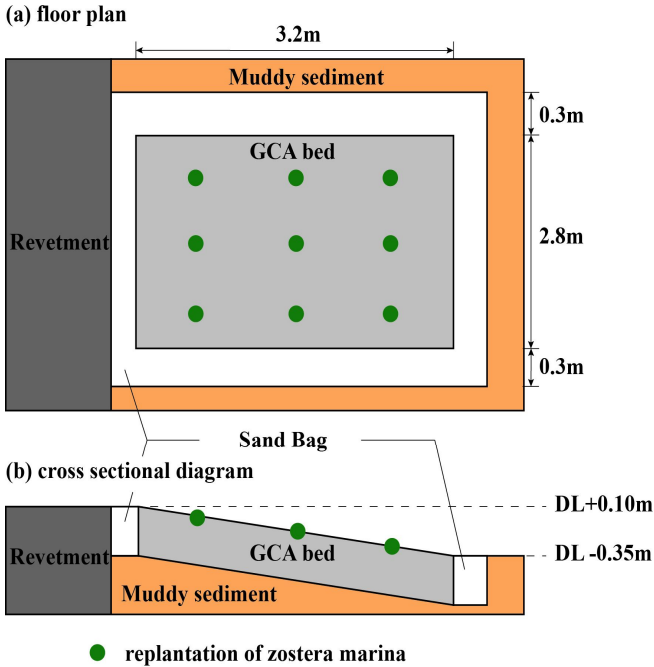 (a) floor plan
3.2m
Muddy sediment
0.3m
GCA bed
Revetment
2.8m
0.3m
Sand Bag
(b) cross sectional diagram
DL+0.10m
GCA bed
DL -0.35m
Revetment
Muddy sediment
replantation of zostera marina